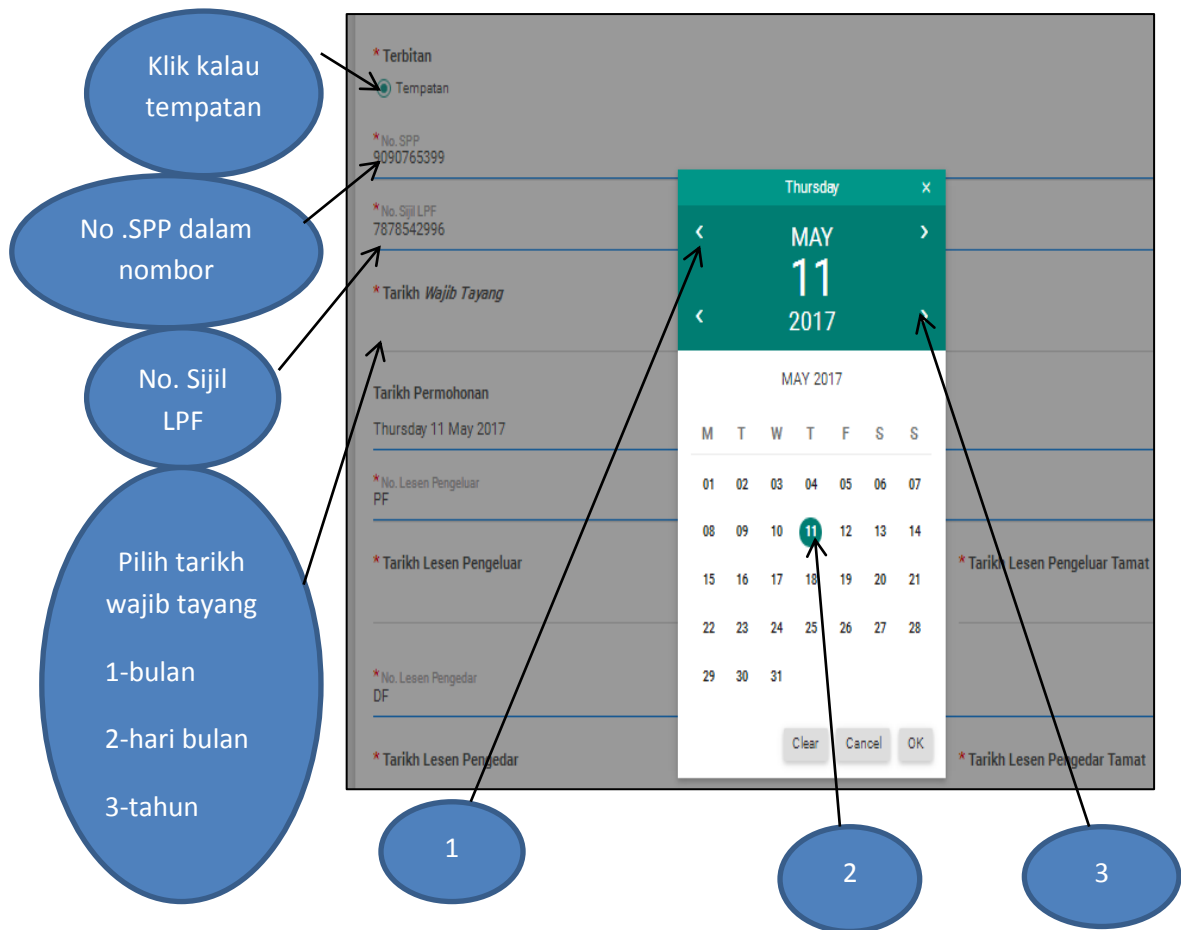 Klik kalau
tempatan
No .SPP dalam
nombor
No. Sijil
LPF
Pilih tarikh
wajib tayang
1-bulan
2-hari bulan
3-tahun
* Terbitan
Tempatan
* No. SPP
9090765399
* No. Sijil LPF
7878542996
* Tarikh Wajib Tayang
Tarikh Permohonan
Thursday 11 May 2017
* No. Lesen Pengeluar
PF
* Tarikh Lesen Pengeluar
* Tarikh Lesen Pengeluar Tamat
* No. Lesen Pengedar
DF
* Tarikh Lesen Pengedar
* Tarikh Lesen Pengedar Tamat
Thursday ×
‹ MAY ›
11
‹ 2017 ›
MAY 2017
M T W T F S S
01 02 03 04 05 06 07
08 09 10 11 12 13 14
15 16 17 18 19 20 21
22 23 24 25 26 27 28
29 30 31
Clear Cancel OK
1
2
3